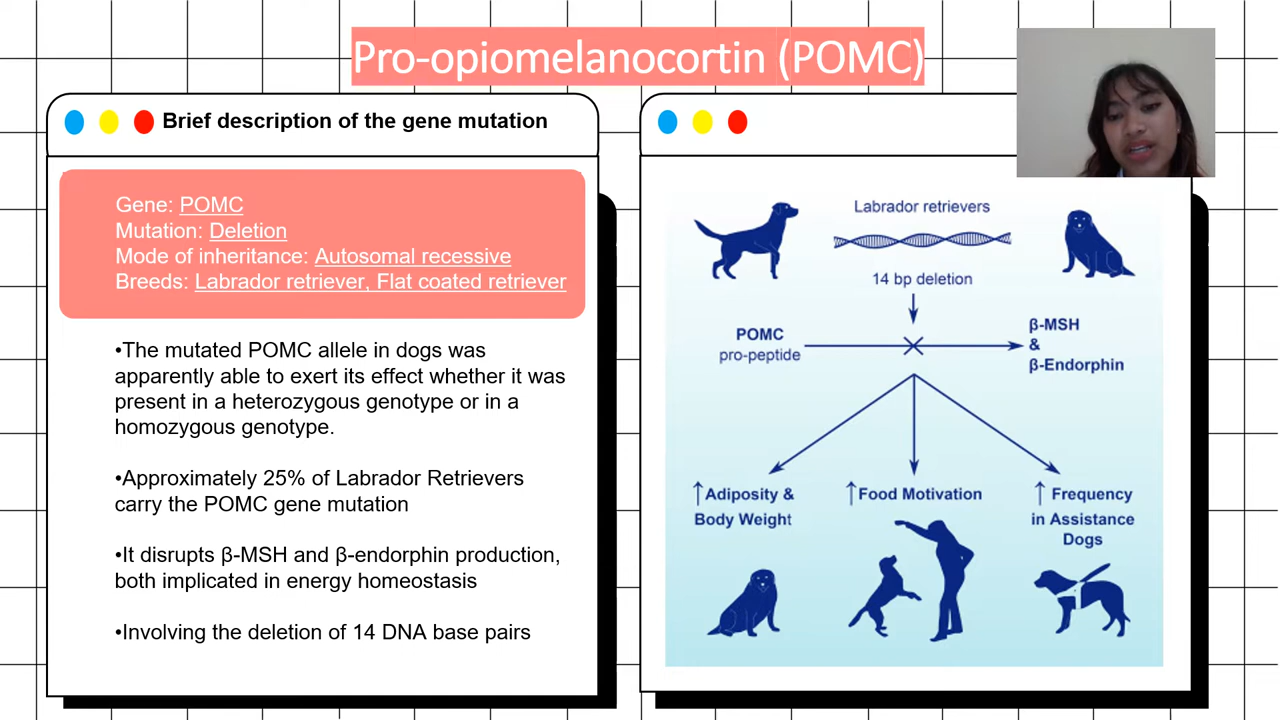 Pro-opiomelanocortin (POMC)
Brief description of the gene mutation
Gene: POMC
Mutation: Deletion
Mode of inheritance: Autosomal recessive
Breeds: Labrador retriever, Flat coated retriever
•The mutated POMC allele in dogs was
apparently able to exert its effect whether it was
present in a heterozygous genotype or in a
homozygous genotype.
•Approximately 25% of Labrador Retrievers
carry the POMC gene mutation
•It disrupts β-MSH and β-endorphin production,
both implicated in energy homeostasis
•Involving the deletion of 14 DNA base pairs
Labrador retrievers
14 bp deletion
POMC
pro-peptide
β-MSH
&
β-Endorphin
↑Adiposity &
Body Weight
↑Food Motivation
↑ Frequency
in Assistance
Dogs